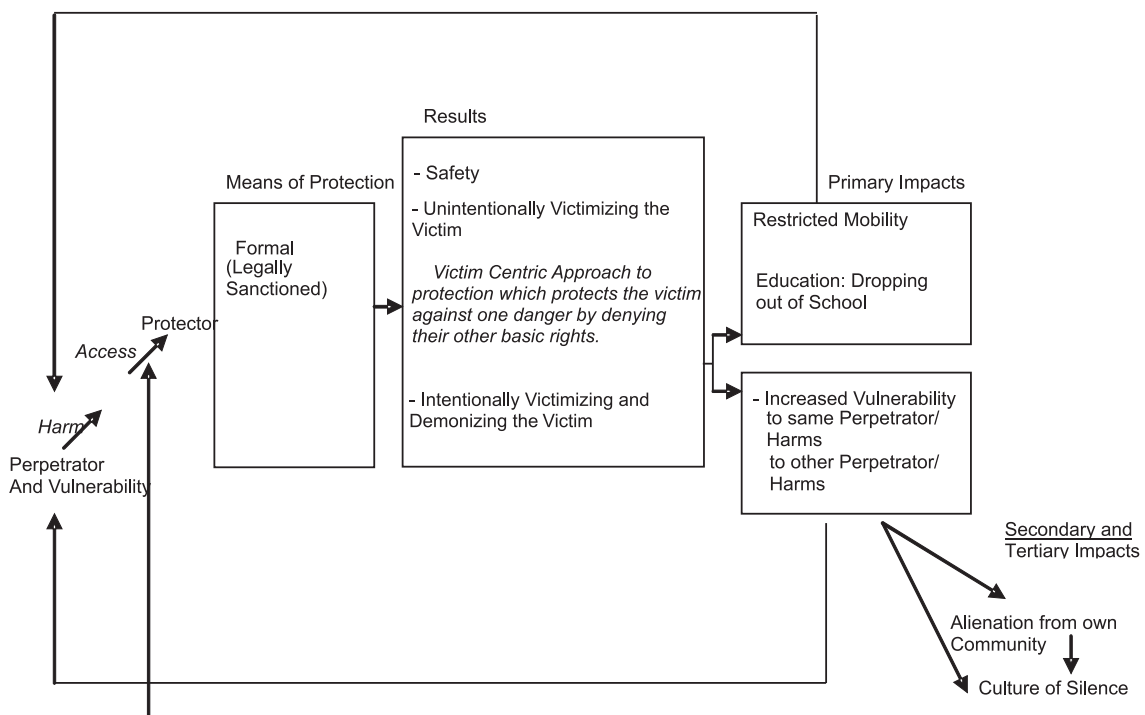 Results
Means of Protection
Primary Impacts
- Safety
- Unintentionally Victimizing the
Victim
Victim Centric Approach to
protection which protects the victim
against one danger by denying
their other basic rights.
- Intentionally Victimizing and
Demonizing the Victim
Formal
(Legally
Sanctioned)
Restricted Mobility
Education: Dropping
out of School
Protector
Access
Harm
Perpetrator
And Vulnerability
- Increased Vulnerability
to same Perpetrator/
Harms
to other Perpetrator/
Harms
Secondary and
Tertiary Impacts
Alienation from own
Community
Culture of Silence